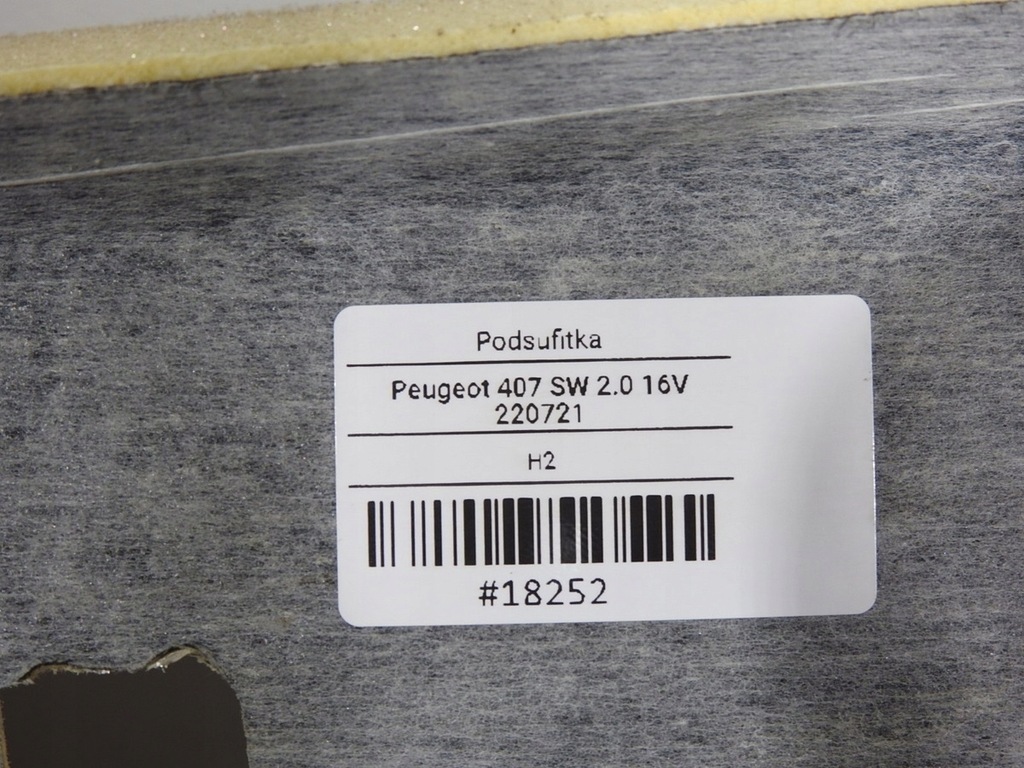 Podsufitka
Peugeot 407 SW 2.0 16V
220721
H2
#18252